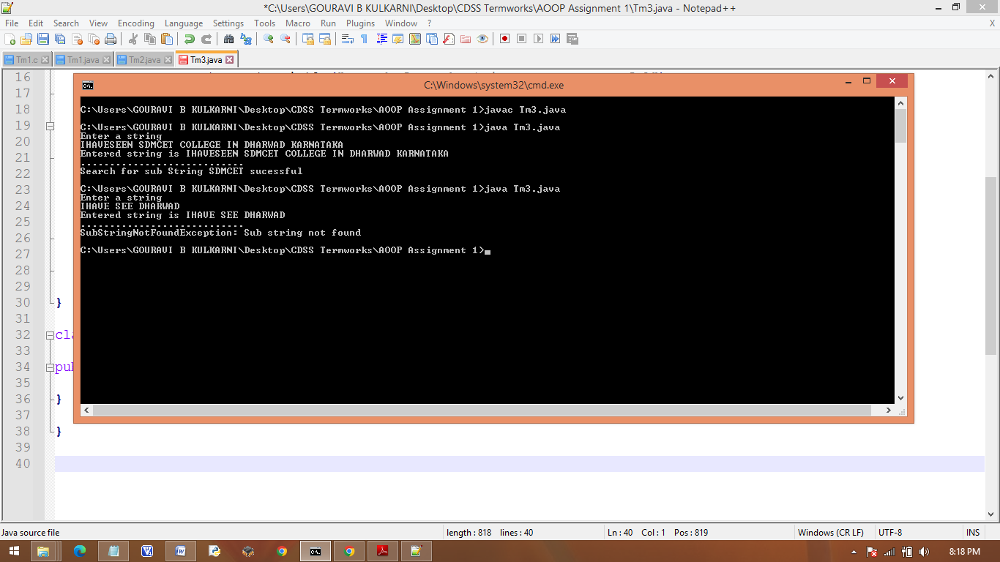 *C:\Users\GOURAVI B KULKARNI\Desktop\CDSS Termworks\AOOP Assignment 1\Tm3.java - Notepad++
File Edit Search View Encoding Language Settings Tools Macro Run Plugins Window ? X
Tm1.c Tm1.java Tm2.java Tm3.java
C:\Windows\system32\cmd.exe
C:\Users\GOURAVI B KULKARNI\Desktop\CDSS Termworks\AOOP Assignment 1>javac Tm3.java
C:\Users\GOURAVI B KULKARNI\Desktop\CDSS Termworks\AOOP Assignment 1>java Tm3.java
Enter a string
IHAVESEEN SDMCET COLLEGE IN DHARWAD KARNATAKA
Entered string is IHAVESEEN SDMCET COLLEGE IN DHARWAD KARNATAKA
----------------------------
Search for sub String SDMCET sucessful
C:\Users\GOURAVI B KULKARNI\Desktop\CDSS Termworks\AOOP Assignment 1>java Tm3.java
Enter a string
IHAVE SEE DHARWAD
Entered string is IHAVE SEE DHARWAD
----------------------------
SubStringNotFoundException: Sub string not found
C:\Users\GOURAVI B KULKARNI\Desktop\CDSS Termworks\AOOP Assignment 1>
16
17
18
19
20
21
22
23
24
25
26
27
28
29
30 }
31
32 cla
33
34 pub
35
36 }
37
38 }
39
40
Java source file length : 818 lines : 40 Ln : 40 Col : 1 Pos : 819 Windows (CR LF) UTF-8 INS
8:18 PM